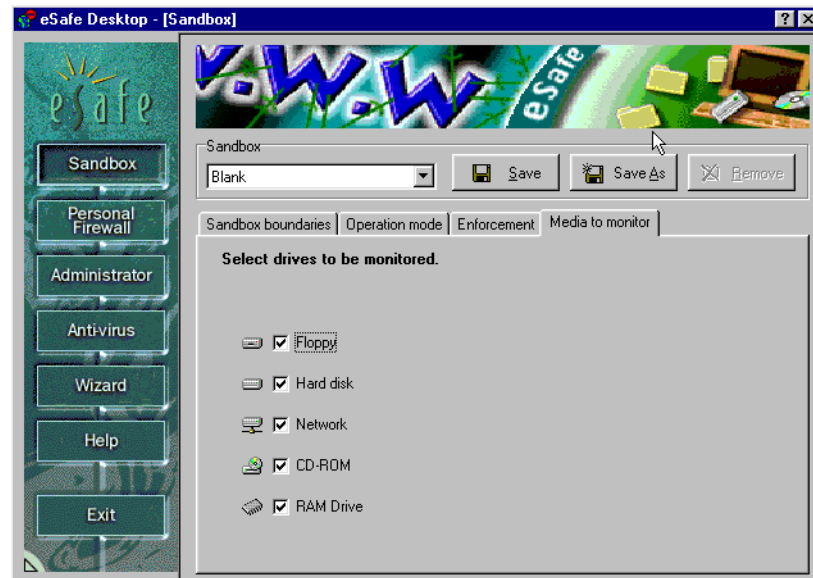 eSafe Desktop - [Sandbox]
eSafe
Sandbox
Personal
Firewall
Administrator
Anti-virus
Wizard
Help
Exit
w.w.w
eSafe
Sandbox
Blank
Save
Save As
Remove
Sandbox boundaries
Operation mode
Enforcement
Media to monitor
Select drives to be monitored.
Floppy
Hard disk
Network
CD-ROM
RAM Drive